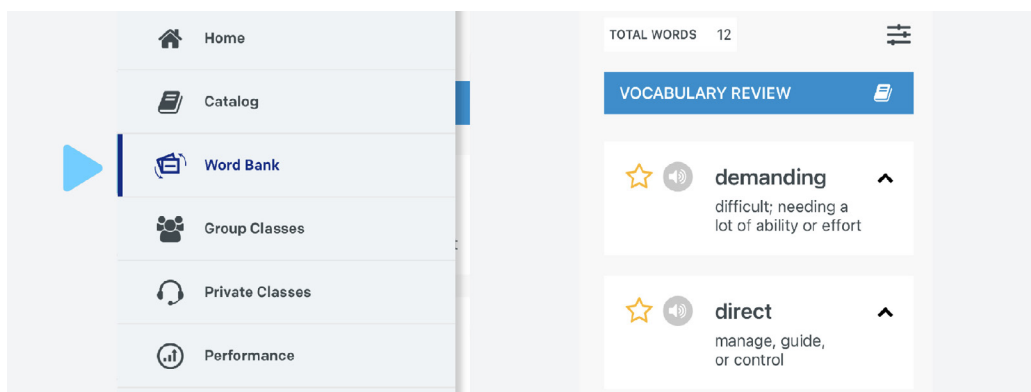 Home
Catalog
Word Bank
Group Classes
Private Classes
Performance
TOTAL WORDS 12
VOCABULARY REVIEW
demanding
difficult; needing a
lot of ability or effort
direct
manage, guide,
or control